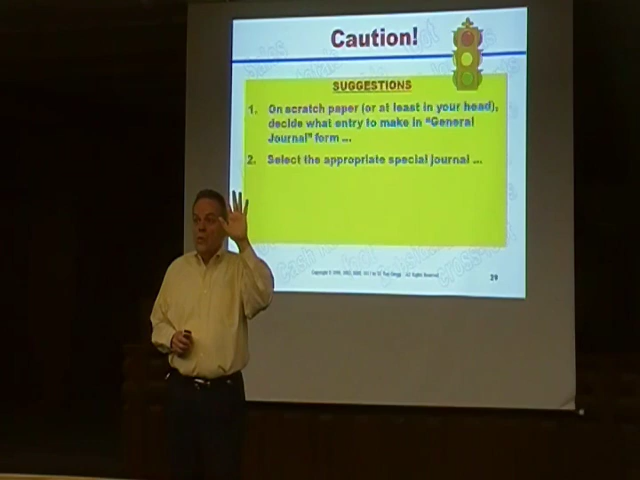 Caution!
SUGGESTIONS
1. On scratch paper (or at least in your head),
decide what entry to make in "General
Journal" form ...
2. Select the appropriate special journal ...
29